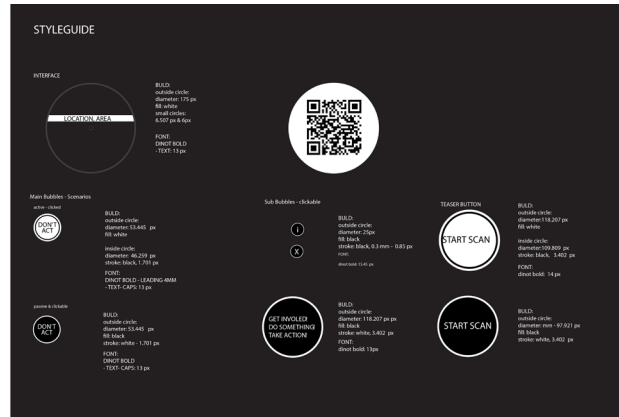 STYLEGUIDE
INTERFACE
LOCATION, AREA
BULD:
outside circle:
diameter: 175 px
fill: white
small circles:
6.507 px & 6px
FONT:
DINOT BOLD
-TEXT: 13 px
Main Bubbles - Scenarios
active - clicked
DON'T
ACT
BULD:
outside circle:
diameter: 53.445 px
fill: white
inside circle:
diameter: 46.259 px
stroke: black, 1.701 px
FONT:
DINOT BOLD - LEADING 4MM
-TEXT- CAPS: 13 px
passive & clickable
DON'T
ACT
BULD:
outside circle:
diameter: 53.445 px
fill: black
stroke: white - 1,701 px
FONT:
DINOT BOLD
-TEXT- CAPS: 13 px
Sub Bubbles - clickable
i
X
BULD:
outside circle:
diameter: 25px
fill: black
stroke: black, 0.3 mm - 0.85 px
FONT:
dinot bold: 15.45 px
GET INVOLED!
DO SOMETHING!
TAKE ACTION!
BULD:
outside circle:
diameter: 118.207 px px
fill: black
stroke: white, 3.402 px
FONT:
dinot bold: 13px
TEASER BUTTON
START SCAN
BULD:
outside circle:
diameter:118.207 px
fill: white
inside circle:
diameter:109.809 px
stroke: black, 3,402 px
FONT:
dinot bold: 14 px
START SCAN
BULD:
outside circle:
diameter: mm - 97.921 px
fill: black
stroke: white, 3.402 px